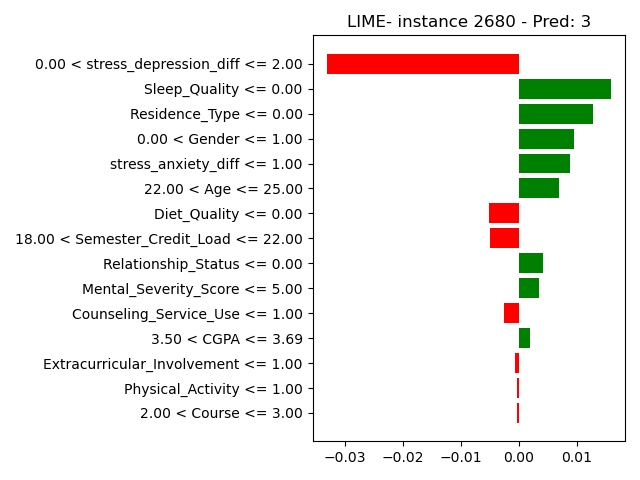 LIME- instance 2680 - Pred: 3
0.00 < stress_depression_diff <= 2.00
Sleep_Quality <= 0.00
Residence_Type <= 0.00
0.00 < Gender <= 1.00
stress_anxiety_diff <= 1.00
22.00 < Age <= 25.00
Diet_Quality <= 0.00
18.00 < Semester_Credit_Load <= 22.00
Relationship_Status <= 0.00
Mental_Severity_Score <= 5.00
Counseling_Service_Use <= 1.00
3.50 < CGPA <= 3.69
Extracurricular_Involvement <= 1.00
Physical_Activity <= 1.00
2.00 < Course <= 3.00
−0.03 −0.02 −0.01 0.00 0.01